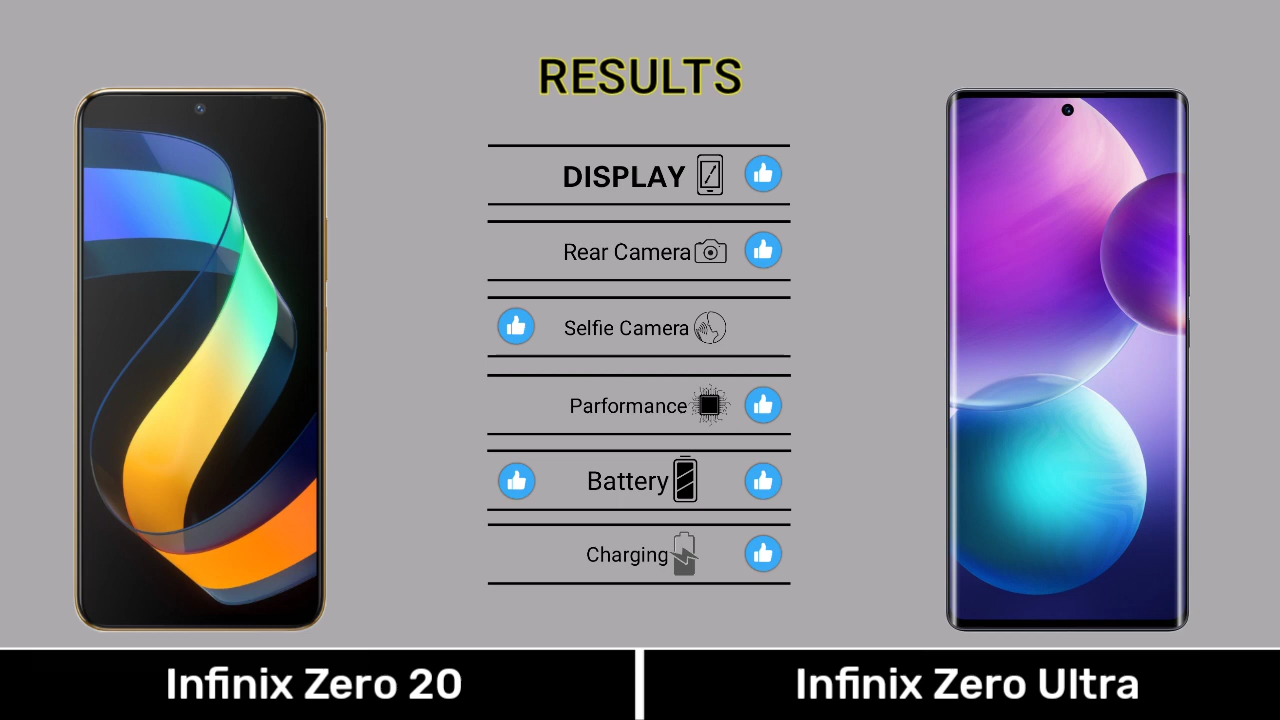 RESULTS
DISPLAY
Rear Camera
Selfie Camera
Parformance
Battery
Charging
Infinix Zero 20
Infinix Zero Ultra